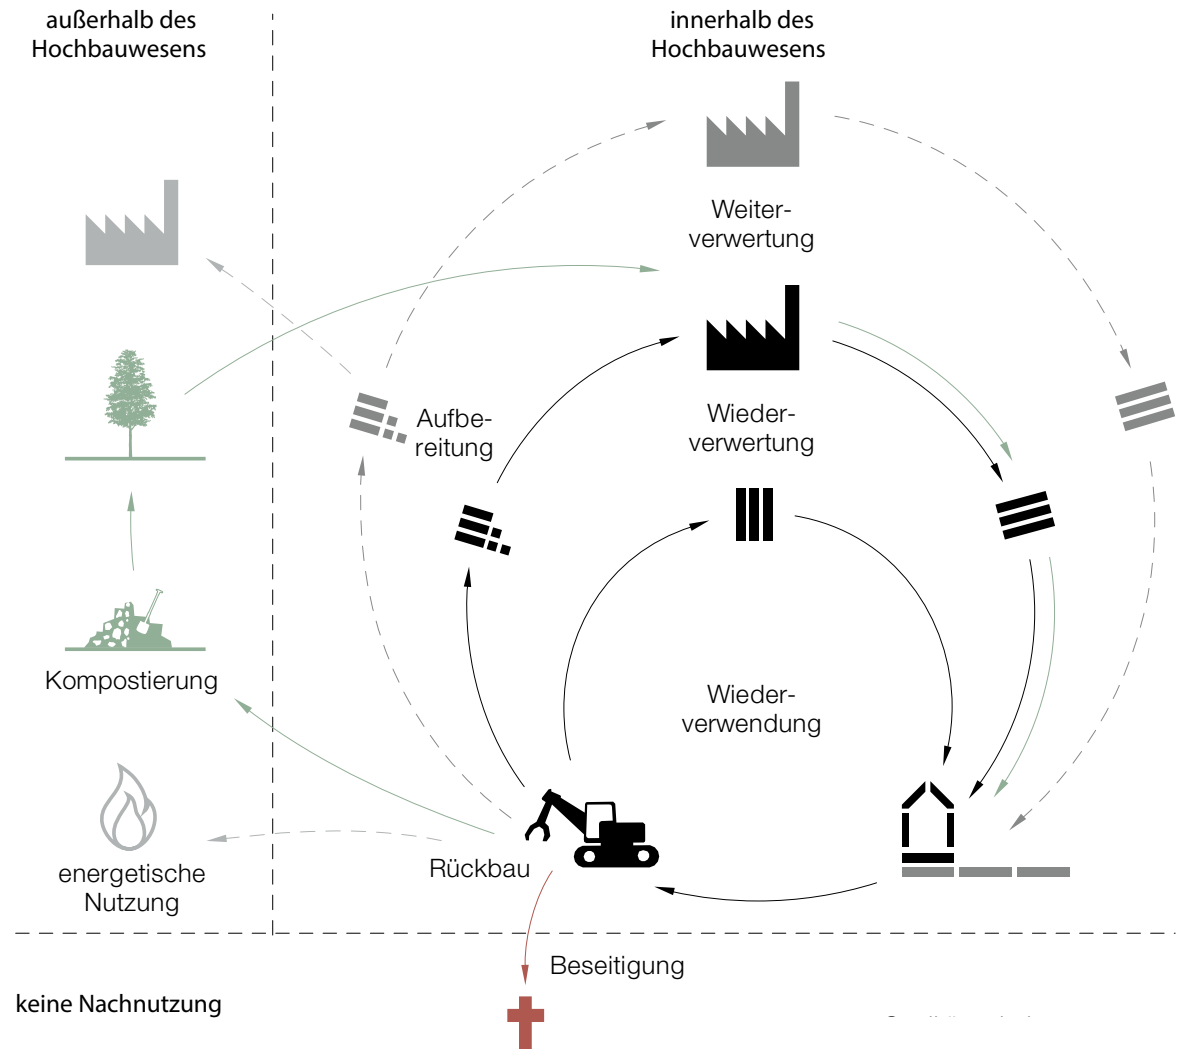 außerhalb des
Hochbauwesens
innerhalb des
Hochbauwesens
Weiter-
verwertung
Wieder-
verwertung
Aufbe-
reitung
Kompostierung
Wieder-
verwendung
energetische
Nutzung
Rückbau
Beseitigung
keine Nachnutzung